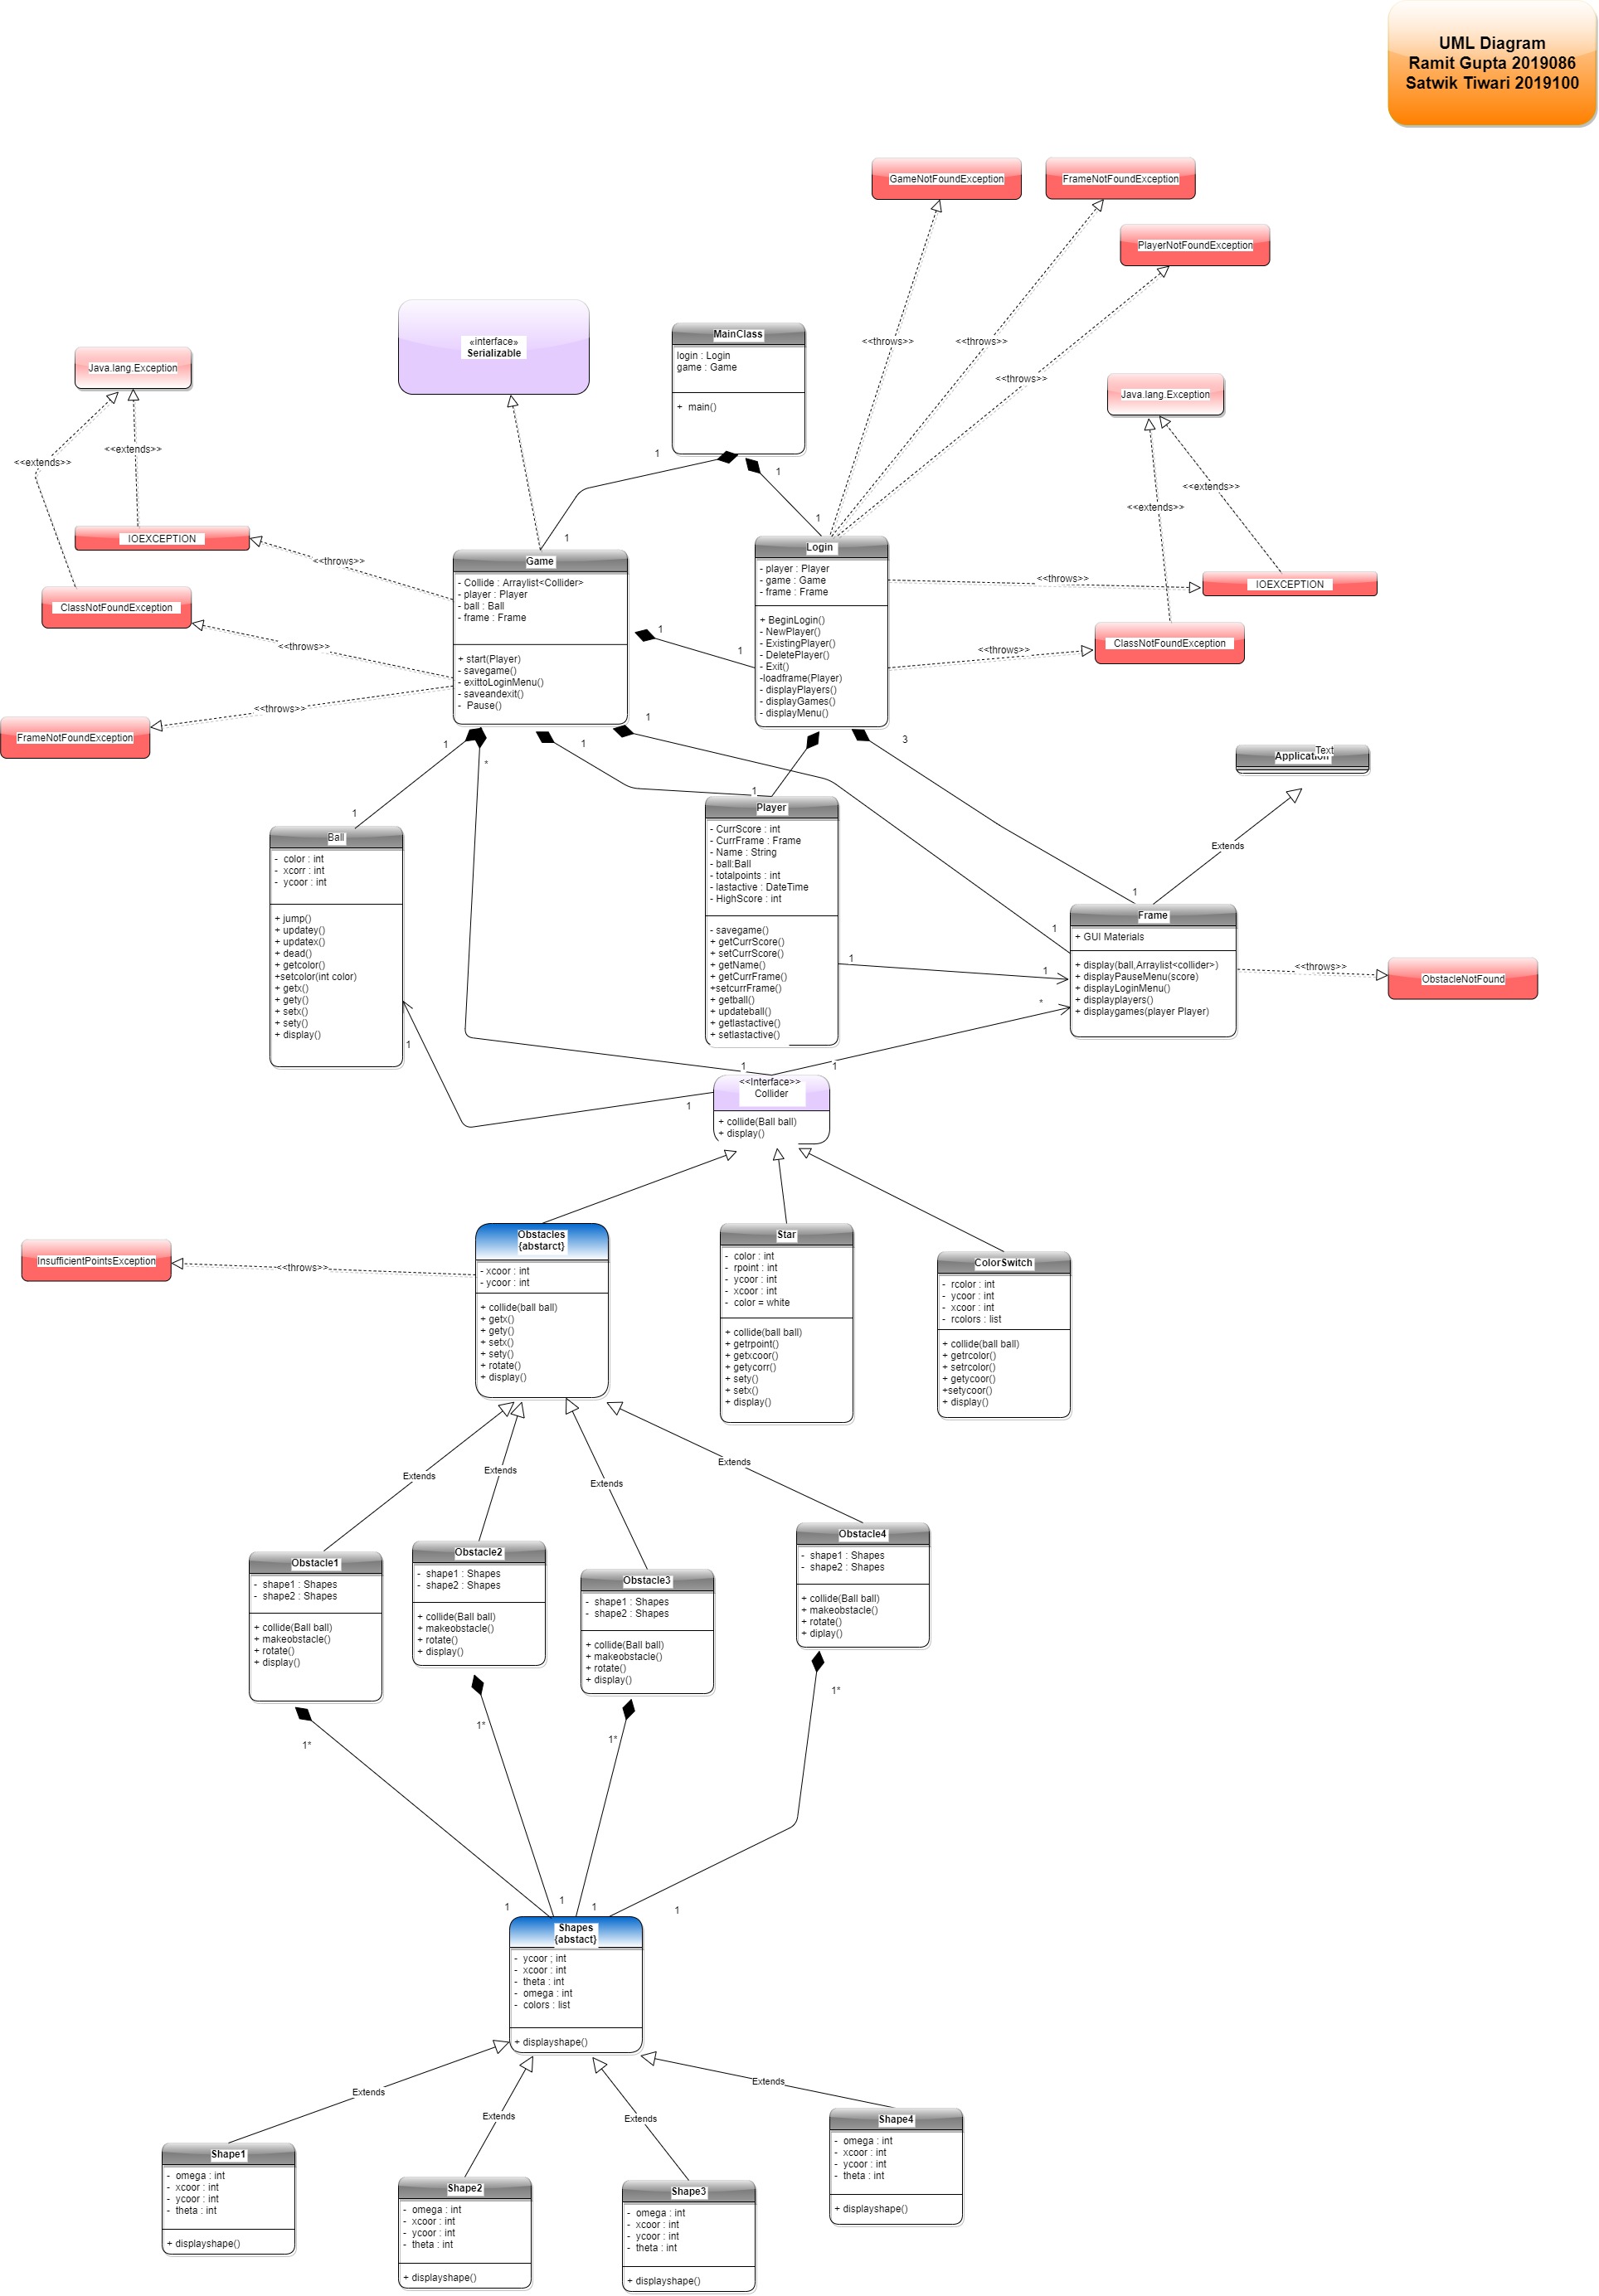 UML Diagram
Ramit Gupta 2019086
Satwik Tiwari 2019100
GameNotFoundException
FrameNotFoundException
PlayerNotFoundException
«interface»
Serializable
MainClass
login : Login
game : Game
+ main()
<<throws>>
<<throws>>
<<throws>>
Java.lang.Exception
Java.lang.Exception
<<extends>>
<<extends>>
<<extends>>
<<extends>>
1
1
1
1
IOEXCEPTION
<<throws>>
ClassNotFoundException
<<throws>>
<<throws>>
FrameNotFoundException
Game
- Collide : Arraylist<Collider>
- player : Player
- ball : Ball
- frame : Frame
+ start(Player)
- savegame()
- exittoLoginMenu()
- saveandexit()
- Pause()
1
1
Login
- player : Player
- game : Game
- frame : Frame
+ BeginLogin()
- NewPlayer()
- ExistingPlayer()
- DeletePlayer()
- Exit()
-loadframe(Player)
- displayPlayers()
- displayGames()
- displayMenu()
<<throws>>
IOEXCEPTION
<<throws>>
ClassNotFoundException
1
*
1
1
3
1
1
1
1
Application
Text
Extends
Ball
- color : int
- xcorr : int
- ycoor : int
+ jump()
+ updatey()
+ updatex()
+ dead()
+ getcolor()
+setcolor(int color)
+ getx()
+ gety()
+ setx()
+ sety()
+ display()
Player
- CurrScore : int
- CurrFrame : Frame
- Name : String
- ball:Ball
- totalpoints : int
- lastactive : DateTime
- HighScore : int
- savegame()
+ getCurrScore()
+ setCurrScore()
+ getName()
+ getCurrFrame()
+setcurrFrame()
+ getball()
+ updateball()
+ getlastactive()
+ setlastactive()
1
1
*
Frame
+ GUI Materials
+ display(ball,Arraylist<collider>)
+ displayPauseMenu(score)
+ displayLoginMenu()
+ displayplayers()
+ displaygames(player Player)
<<throws>>
ObstacleNotFound
1
1
1
1
<<Interface>>
Collider
+ collide(Ball ball)
+ display()
InsufficientPointsException
<<throws>>
Obstacles
{abstarct}
- xcoor : int
- ycoor : int
+ collide(ball ball)
+ getx()
+ gety()
+ setx()
+ sety()
+ rotate()
+ display()
Star
- color : int
- rpoint : int
- ycoor : int
- xcoor : int
- color = white
+ collide(ball ball)
+ getrpoint()
+ getxcoor()
+ getycorr()
+ sety()
+ setx()
+ display()
ColorSwitch
- rcolor : int
- ycoor : int
- xcoor : int
- rcolors : list
+ collide(ball ball)
+ getrcolor()
+ setrcolor()
+ getycoor()
+setycoor()
+ display()
Extends
Extends
Extends
Extends
Obstacle1
- shape1 : Shapes
- shape2 : Shapes
+ collide(Ball ball)
+ makeobstacle()
+ rotate()
+ display()
Obstacle2
- shape1 : Shapes
- shape2 : Shapes
+ collide(Ball ball)
+ makeobstacle()
+ rotate()
+ display()
Obstacle3
- shape1 : Shapes
- shape2 : Shapes
+ collide(Ball ball)
+ makeobstacle()
+ rotate()
+ display()
Obstacle4
- shape1 : Shapes
- shape2 : Shapes
+ collide(Ball ball)
+ makeobstacle()
+ rotate()
+ diplay()
1*
1*
1*
1*
1
1
1
1
Shapes
{abstact}
- ycoor ; int
- xcoor : int
- theta : int
- omega : int
- colors : list
+ displayshape()
Extends
Extends
Extends
Extends
Shape1
- omega : int
- xcoor : int
- ycoor : int
- theta : int
+ displayshape()
Shape2
- omega : int
- xcoor : int
- ycoor : int
- theta : int
+ displayshape()
Shape3
- omega : int
- xcoor : int
- ycoor : int
- theta : int
+ displayshape()
Shape4
- omega : int
- xcoor : int
- ycoor : int
- theta : int
+ displayshape()